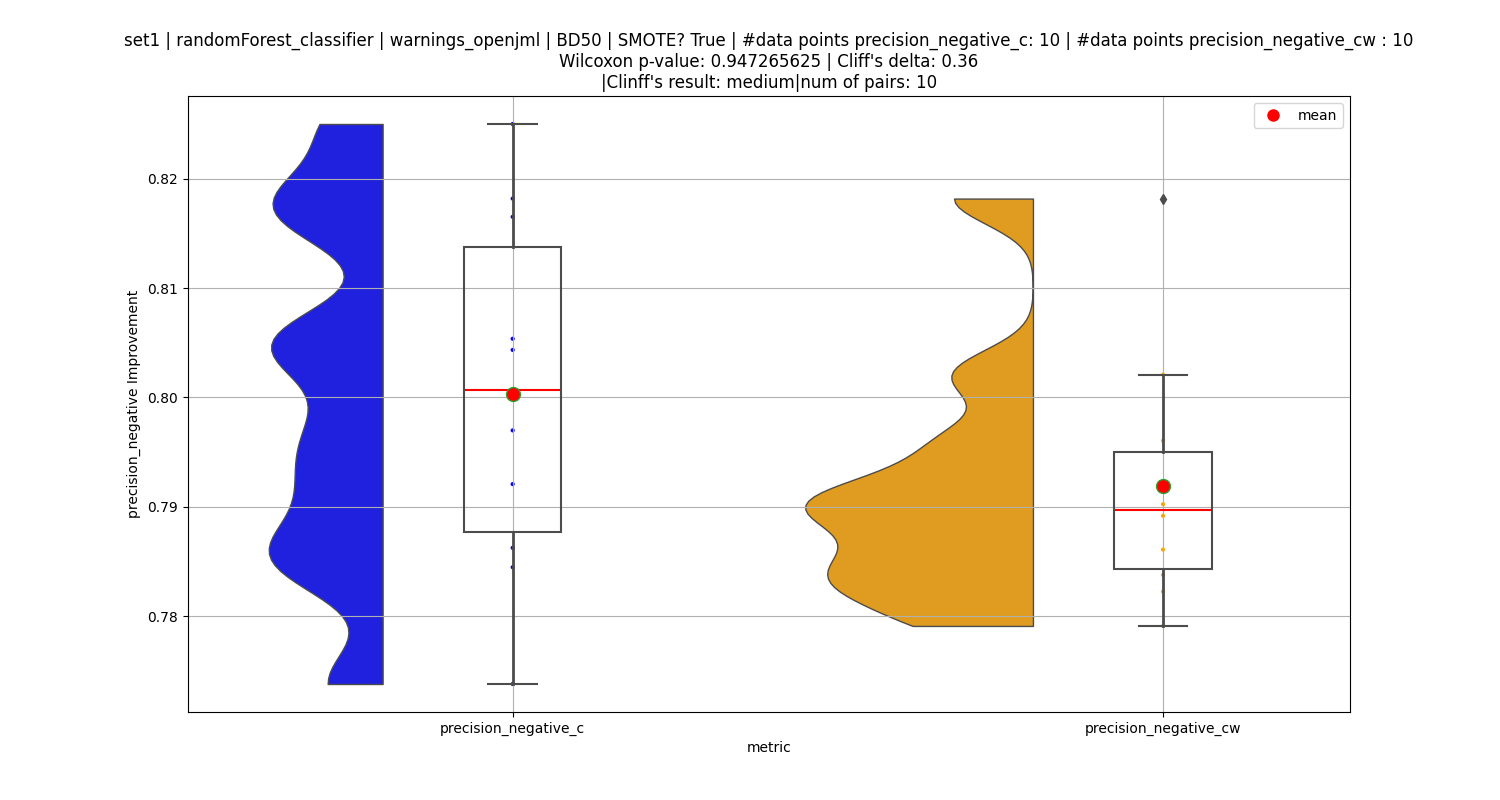 set1 | randomForest_classifier | warnings_openjml | BD50 | SMOTE? True | #data points precision_negative_c: 10 | #data points precision_negative_cw : 10
Wilcoxon p-value: 0.947265625 | Cliff's delta: 0.36
|Clinff's result: medium|num of pairs: 10
mean
0.82
0.81
0.80
0.79
0.78
precision_negative Improvement
precision_negative_c
precision_negative_cw
metric